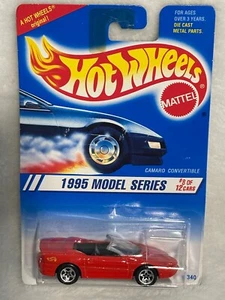 A HOT WHEELS®
original!
FOR AGES
OVER 3 YEARS.
DIE CAST
METAL PARTS.
Hot Wheels®
MATTEL
CAMARO CONVERTIBLE
1995 MODEL SERIES
#8 OF
12 CARS
340